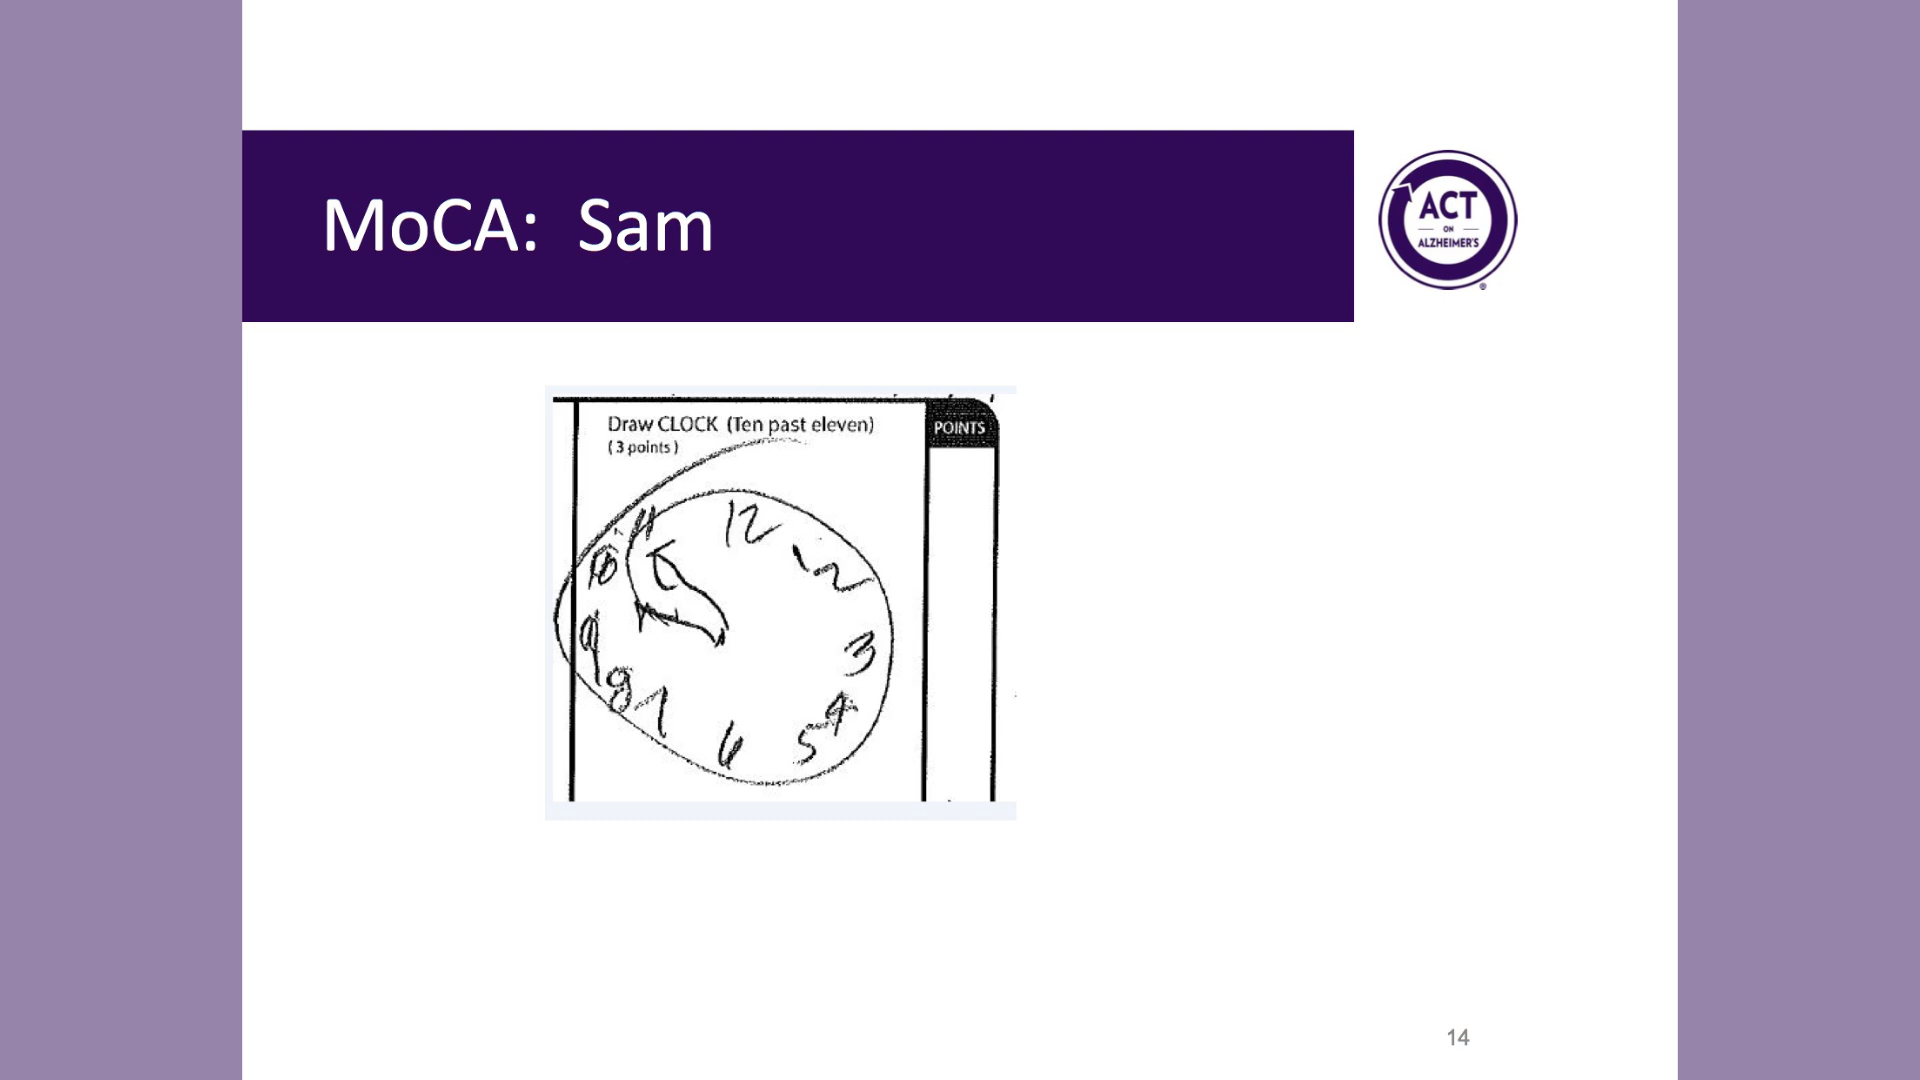 MoCA: Sam
ACT
ON
ALZHEIMER'S
®
Draw CLOCK (Ten past eleven)
(3 points)
POINTS
11
12
1
2
10
3
9
8
7
4
5
6
14